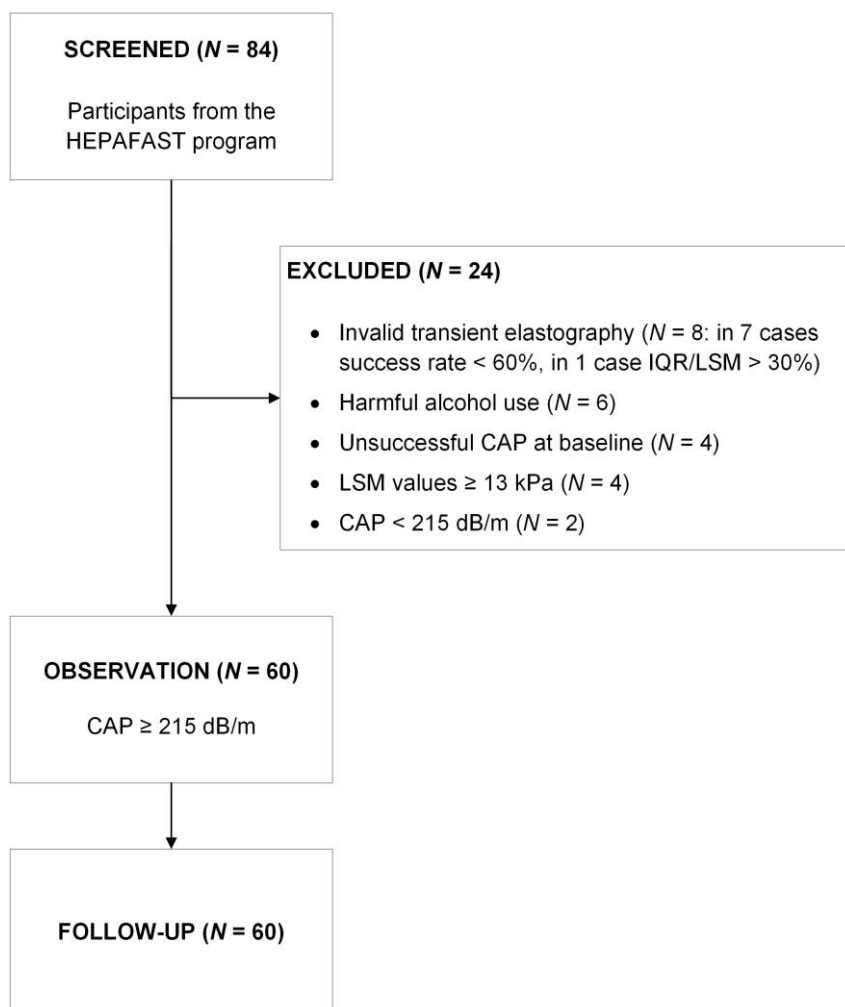 SCREENED (N = 84)
Participants from the
HEPAFAST program
EXCLUDED (N = 24)
• Invalid transient elastography (N = 8: in 7 cases
success rate < 60%, in 1 case IQR/LSM > 30%)
• Harmful alcohol use (N = 6)
• Unsuccessful CAP at baseline (N = 4)
• LSM values ≥ 13 kPa (N = 4)
• CAP < 215 dB/m (N = 2)
OBSERVATION (N = 60)
CAP ≥ 215 dB/m
FOLLOW-UP (N = 60)